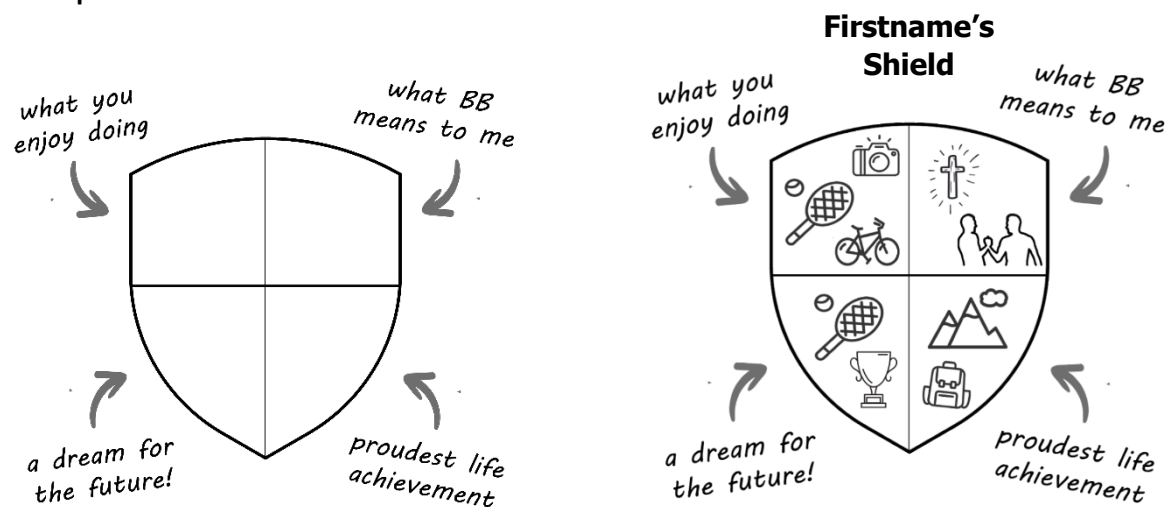 Firstname’s
Shield
what you
enjoy doing
what BB
means to me
a dream for
the future!
proudest life
achievement
what you
enjoy doing
what BB
means to me
a dream for
the future!
proudest life
achievement